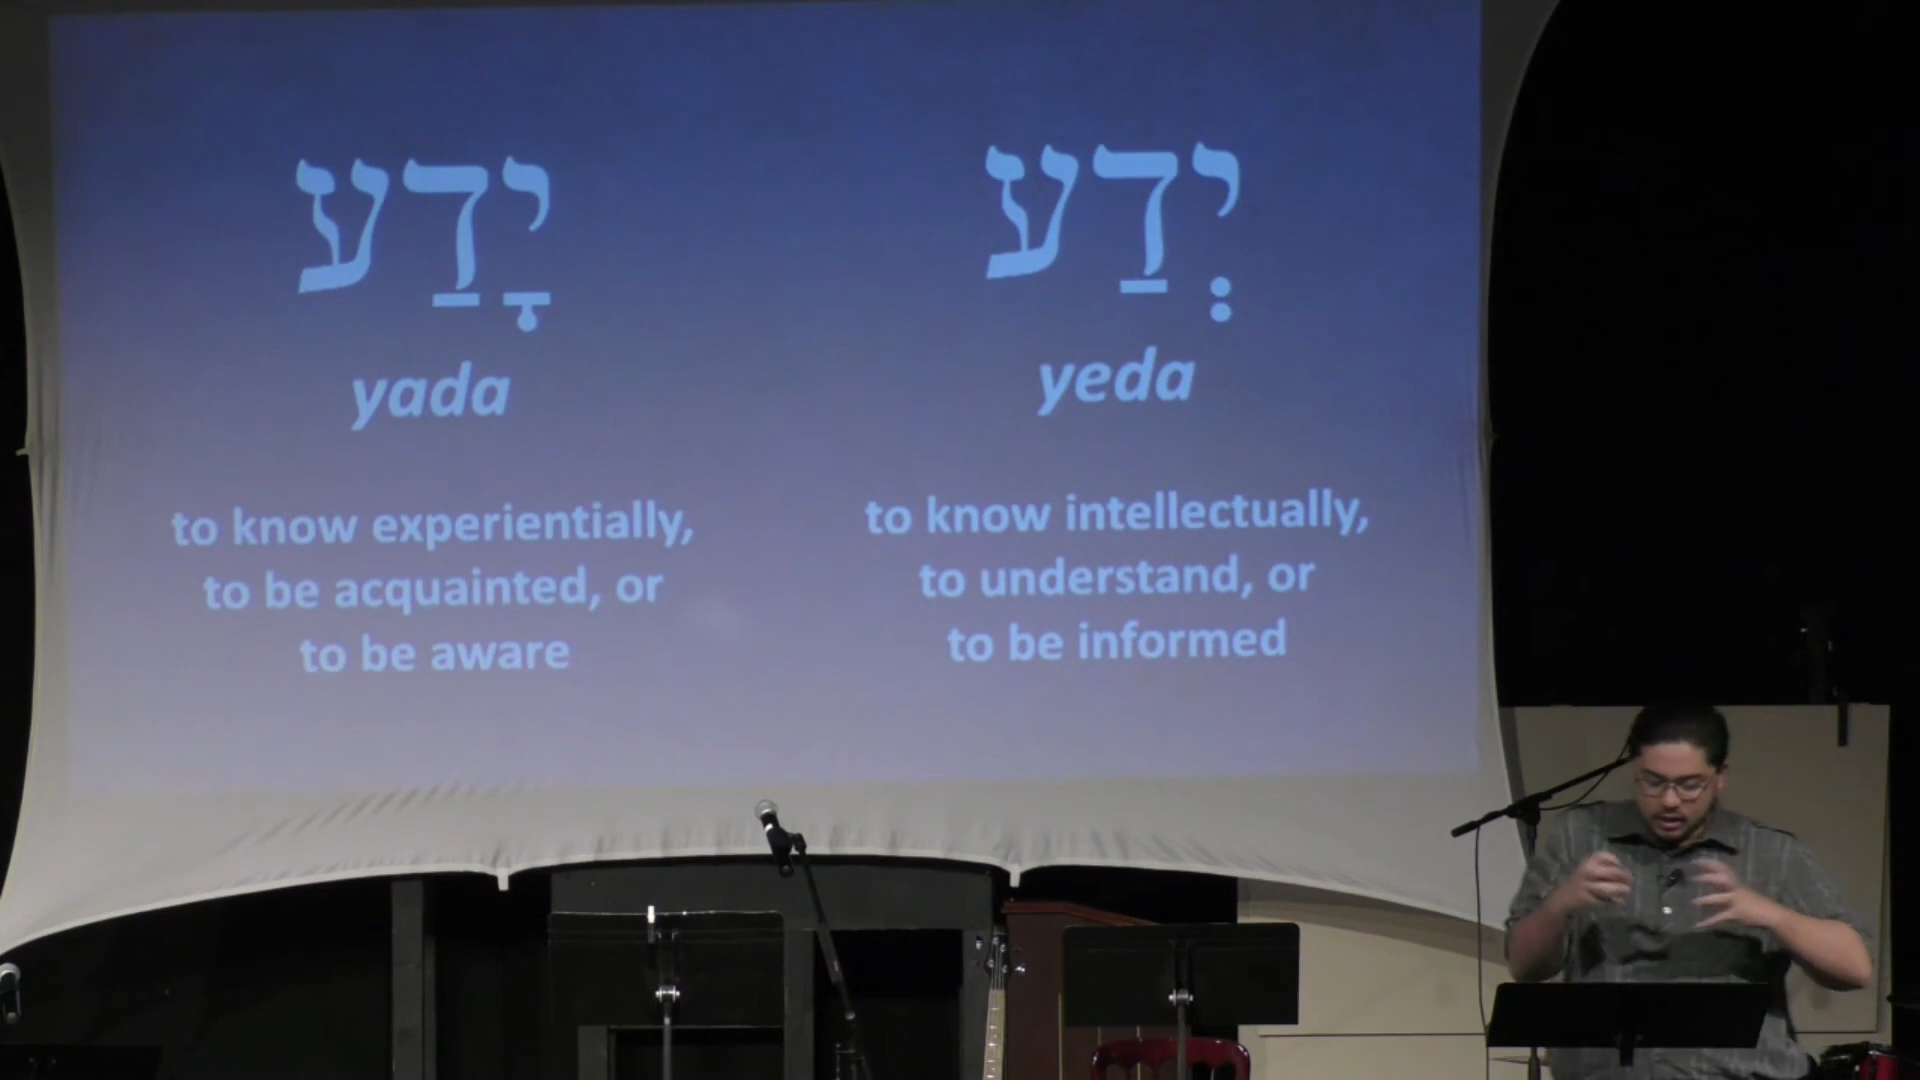 יָדַע
yada
to know experientially,
to be acquainted, or
to be aware
יְדַע
yeda
to know intellectually,
to understand, or
to be informed